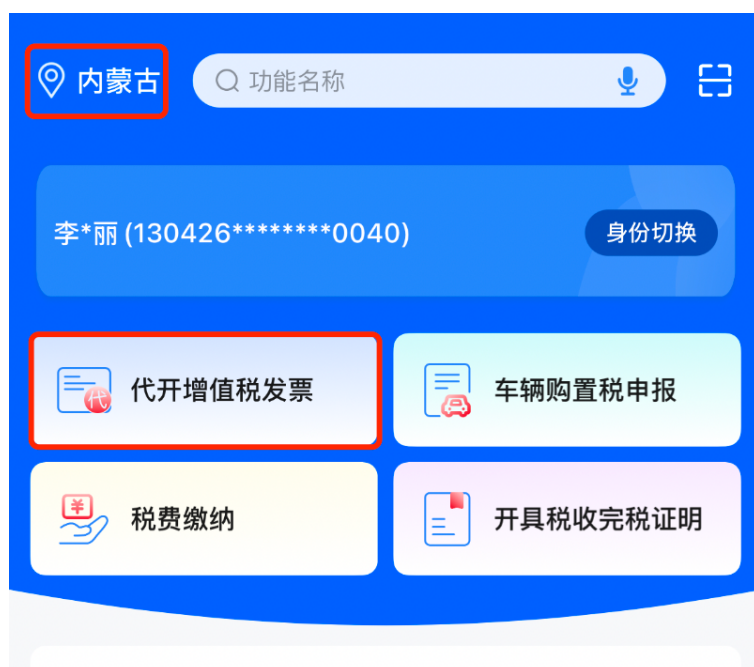 内蒙古
功能名称
李*丽 (130426********0040)
身份切换
代
代开增值税发票
车辆购置税申报
¥
税费缴纳
开具税收完税证明